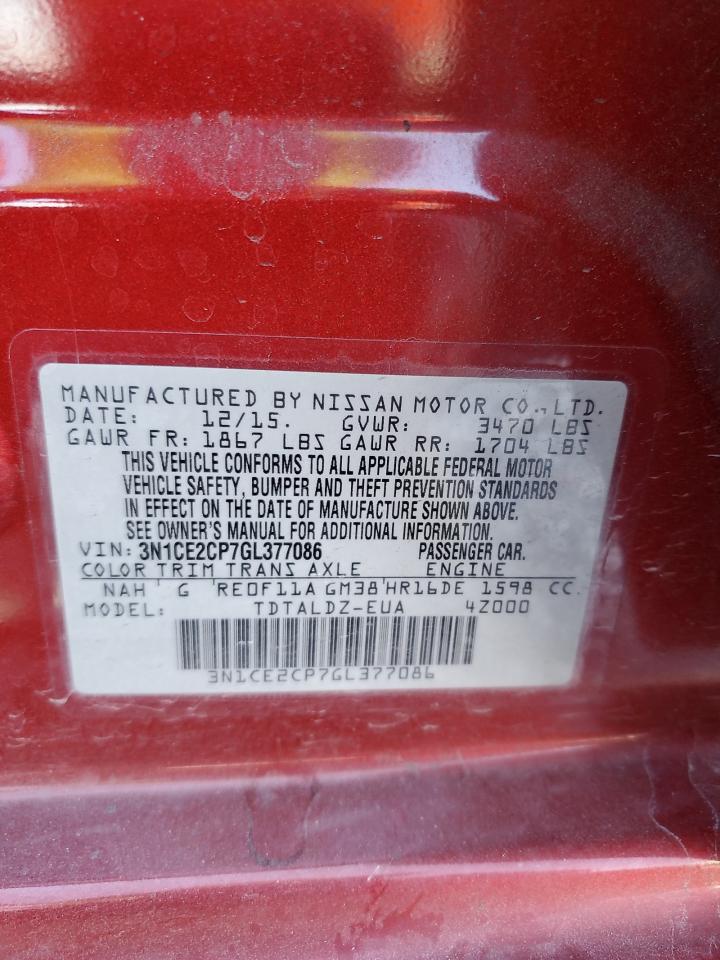 MANUFACTURED BY NISSAN MOTOR CO., LTD.
DATE: 12/15. GVWR: 3470 LBS
GAWR FR: 1867 LBS GAWR RR: 1704 LBS
THIS VEHICLE CONFORMS TO ALL APPLICABLE FEDERAL MOTOR
VEHICLE SAFETY, BUMPER AND THEFT PREVENTION STANDARDS
IN EFFECT ON THE DATE OF MANUFACTURE SHOWN ABOVE.
SEE OWNER'S MANUAL FOR ADDITIONAL INFORMATION.
VIN: 3N1CE2CP7GL377086 PASSENGER CAR.
COLOR TRIM TRANS AXLE ENGINE
NAH G RE0F11A GM38 HR16DE 1598 CC.
MODEL: TDTALDZ-EUA 4Z000
3N1CE2CP7GL377086